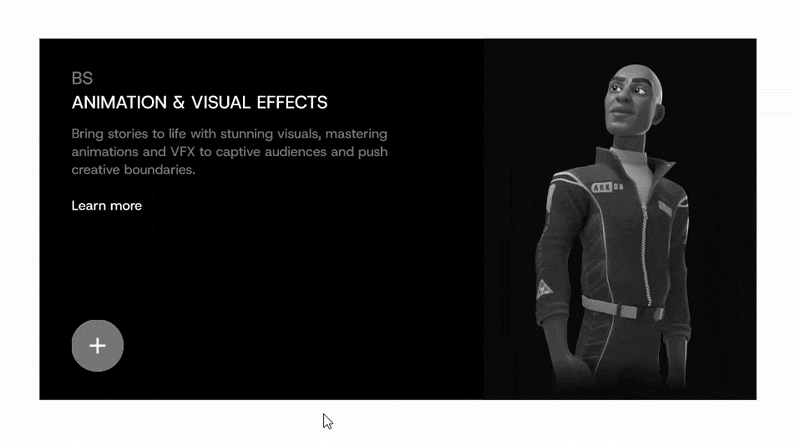 BS
ANIMATION & VISUAL EFFECTS
Bring stories to life with stunning visuals, mastering
animations and VFX to captive audiences and push
creative boundaries.
Learn more
ARK